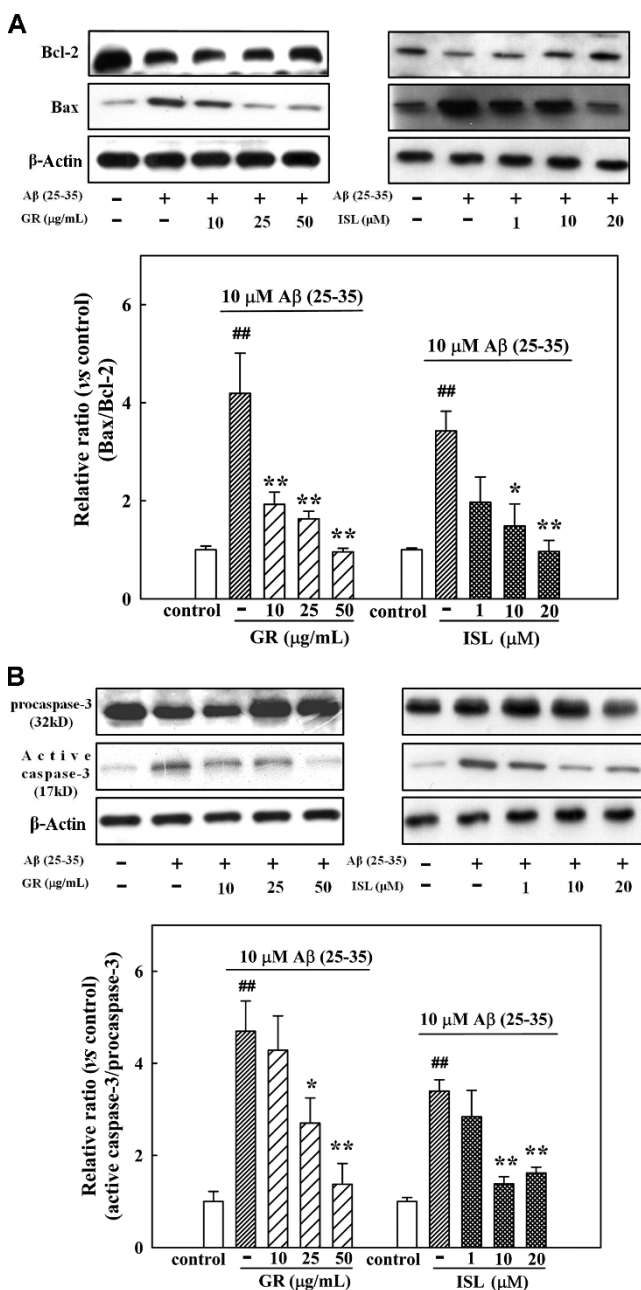 A
Bcl-2
Bax
β-Actin
Aβ (25-35) - + + + +
GR (μg/mL) - - 10 25 50
Aβ (25-35) - + + + +
ISL (μM) - - 1 10 20
Relative ratio (vs control)
(Bax/Bcl-2)
6
4
2
0
10 μM Aβ (25-35)
##
**
**
**
10 μM Aβ (25-35)
##
*
**
control - 10 25 50 control - 1 10 20
GR (μg/mL) ISL (μM)
B
procaspase-3
(32kD)
Active
caspase-3
(17kD)
β-Actin
Aβ (25-35) - + + + +
GR (μg/mL) - - 10 25 50
Aβ (25-35) - + + + +
ISL (μM) - - 1 10 20
Relative ratio (vs control)
(active caspase-3/procaspase-3)
6
4
2
0
10 μM Aβ (25-35)
##
*
**
10 μM Aβ (25-35)
##
**
**
control - 10 25 50 control - 1 10 20
GR (μg/mL) ISL (μM)